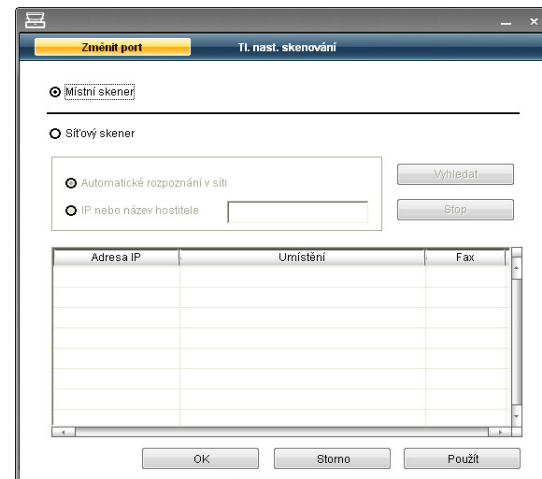 Změnit port Tl. nast. skenování
Místní skener
Síťový skener
Automatické rozpoznání v síti Vyhledat
IP nebo název hostitele Stop
Adresa IP Umístění Fax
OK Storno Použít